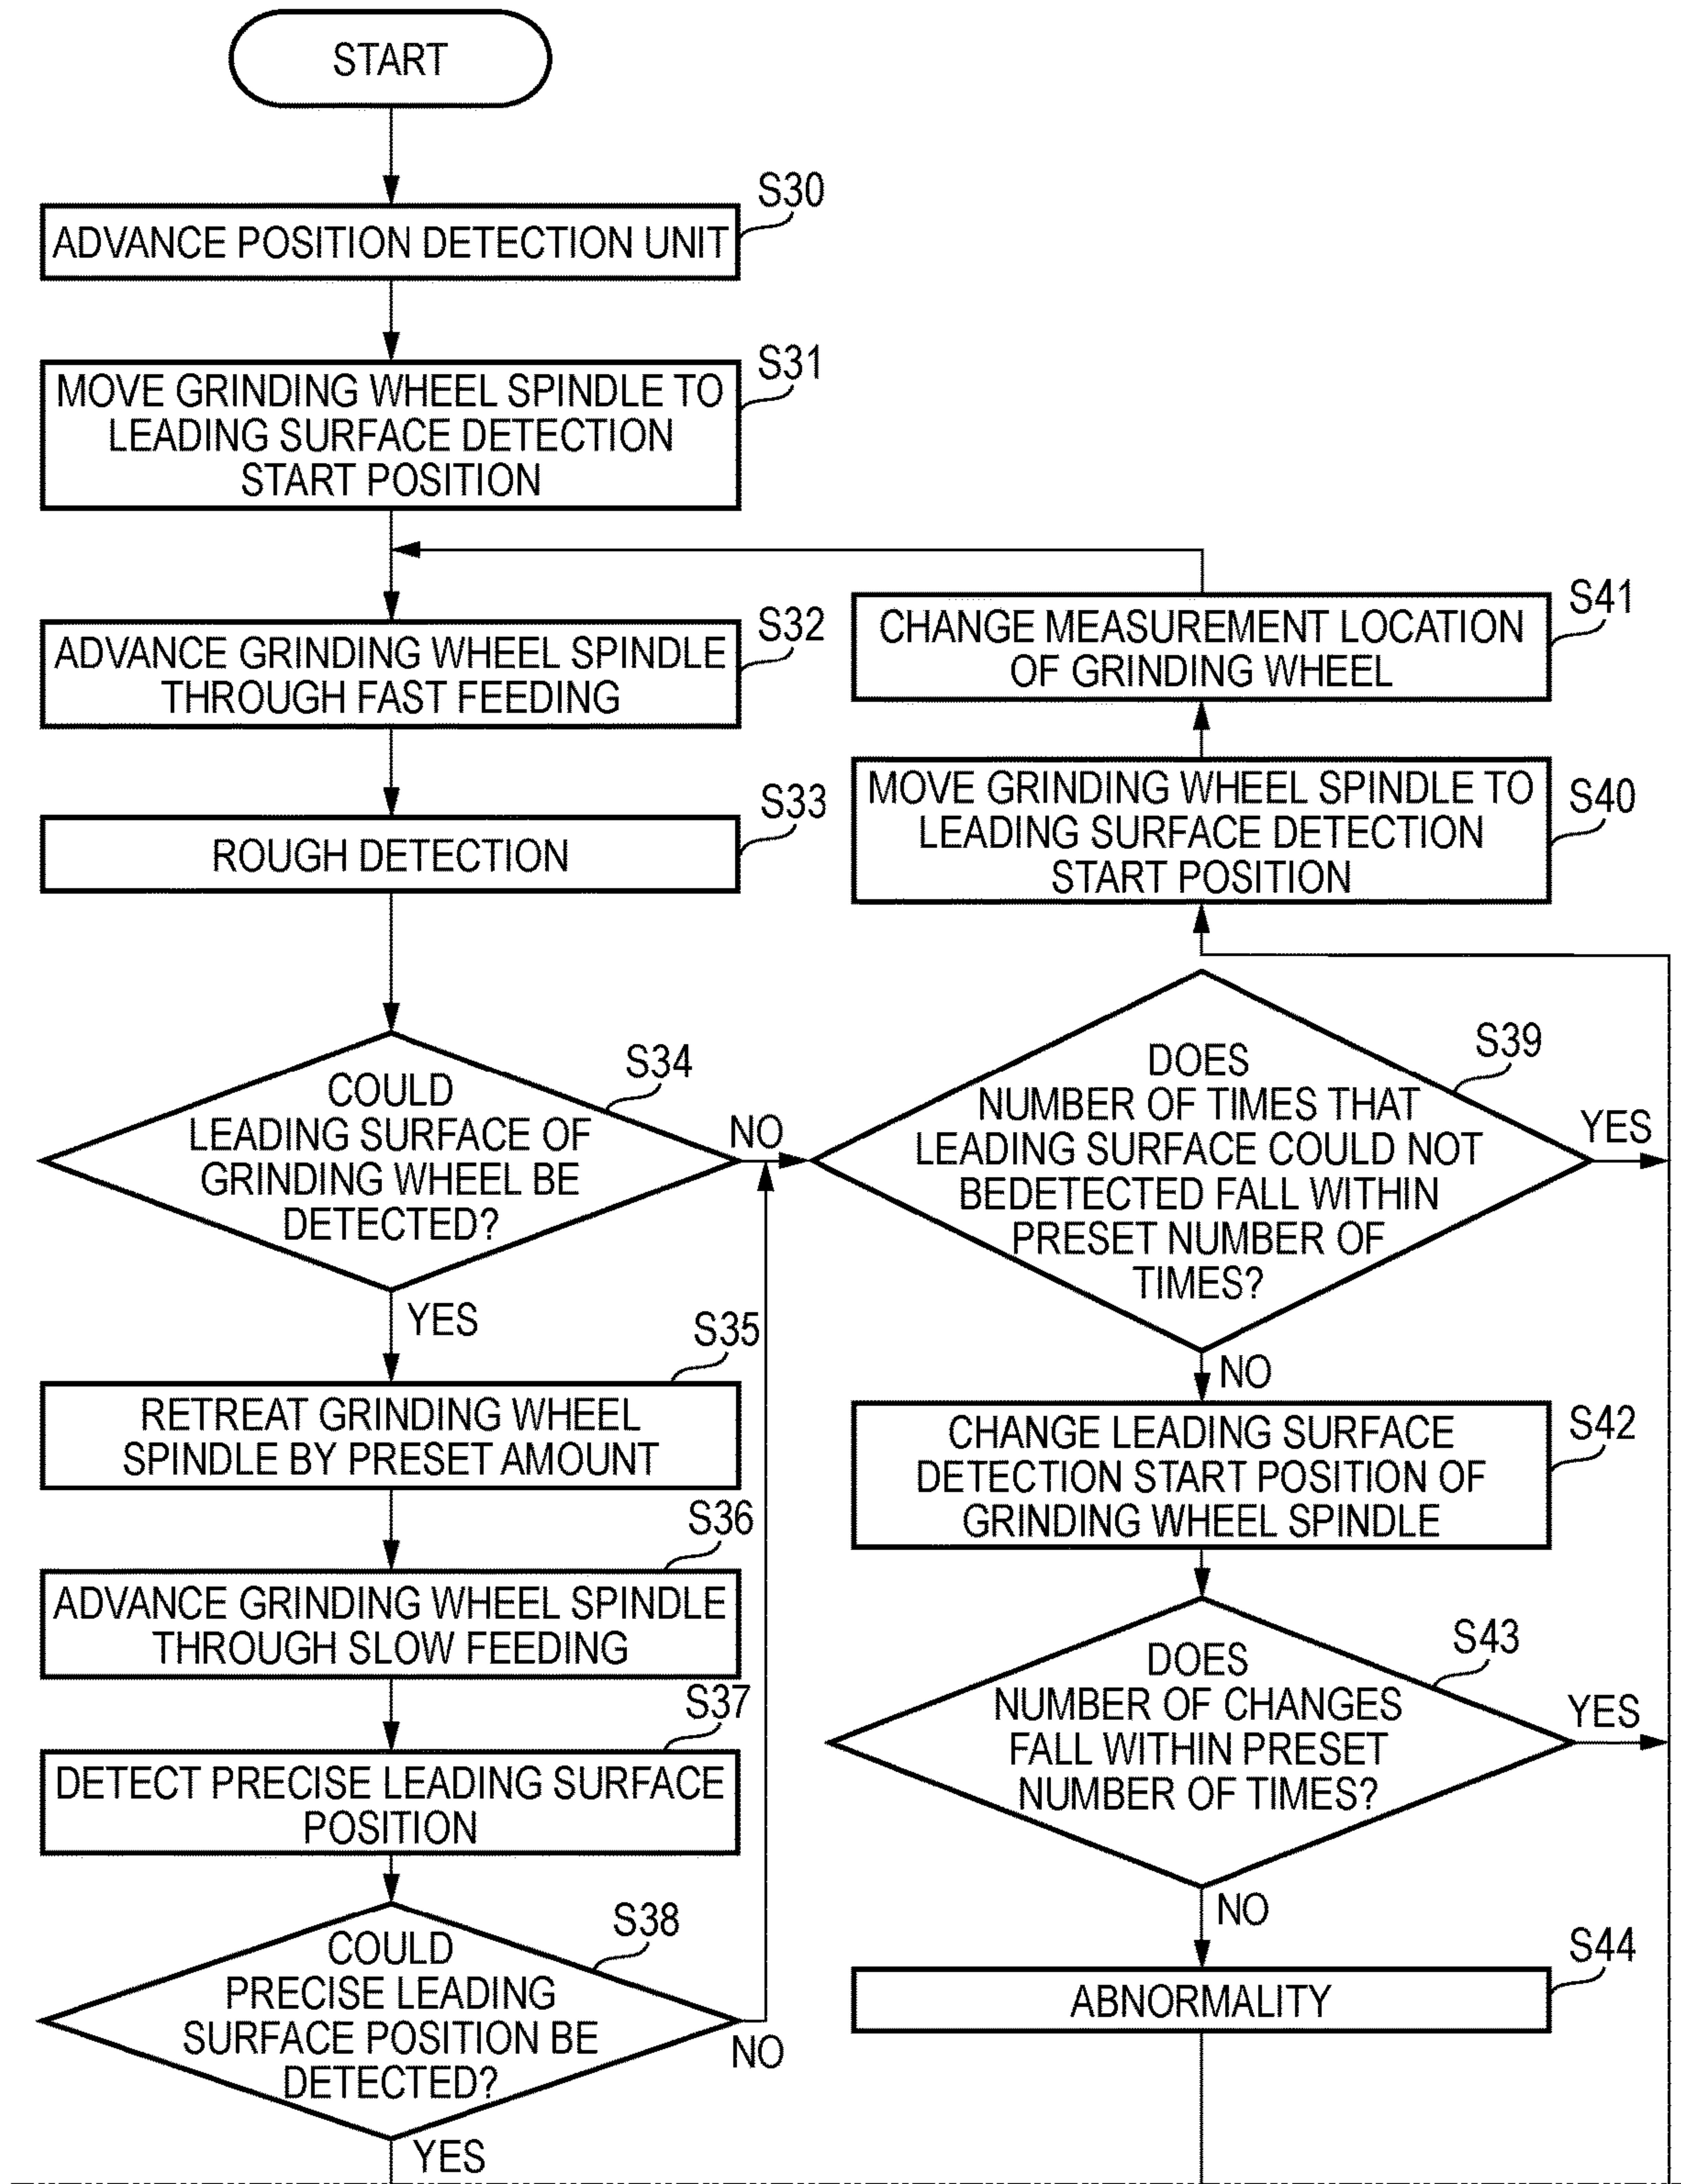 START
S30
ADVANCE POSITION DETECTION UNIT
S31
MOVE GRINDING WHEEL SPINDLE TO
LEADING SURFACE DETECTION
START POSITION
S32
ADVANCE GRINDING WHEEL SPINDLE
THROUGH FAST FEEDING
S33
ROUGH DETECTION
S34
COULD
LEADING SURFACE OF
GRINDING WHEEL BE
DETECTED?
NO
YES
S35
RETREAT GRINDING WHEEL
SPINDLE BY PRESET AMOUNT
S36
ADVANCE GRINDING WHEEL SPINDLE
THROUGH SLOW FEEDING
S37
DETECT PRECISE LEADING SURFACE
POSITION
S38
COULD
PRECISE LEADING
SURFACE POSITION BE
DETECTED?
NO
YES
S41
CHANGE MEASUREMENT LOCATION
OF GRINDING WHEEL
S40
MOVE GRINDING WHEEL SPINDLE TO
LEADING SURFACE DETECTION
START POSITION
S39
DOES
NUMBER OF TIMES THAT
LEADING SURFACE COULD NOT
BEDETECTED FALL WITHIN
PRESET NUMBER OF
TIMES?
YES
NO
S42
CHANGE LEADING SURFACE
DETECTION START POSITION OF
GRINDING WHEEL SPINDLE
S43
DOES
NUMBER OF CHANGES
FALL WITHIN PRESET
NUMBER OF TIMES?
YES
NO
S44
ABNORMALITY